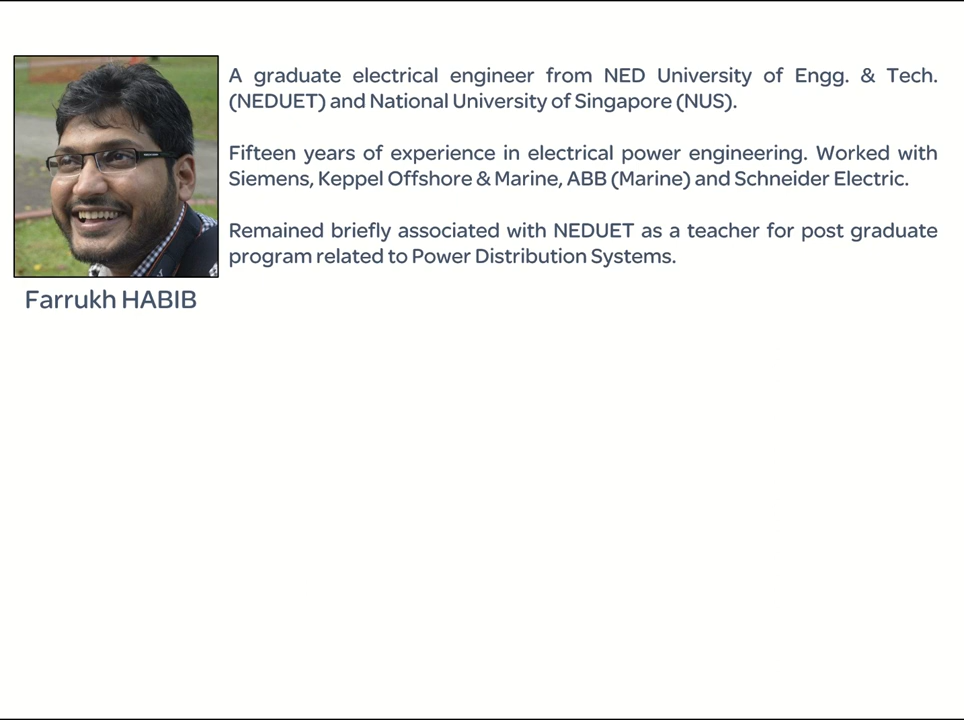 A graduate electrical engineer from NED University of Engg. & Tech.
(NEDUET) and National University of Singapore (NUS).
Fifteen years of experience in electrical power engineering. Worked with
Siemens, Keppel Offshore & Marine, ABB (Marine) and Schneider Electric.
Remained briefly associated with NEDUET as a teacher for post graduate
program related to Power Distribution Systems.
Farrukh HABIB